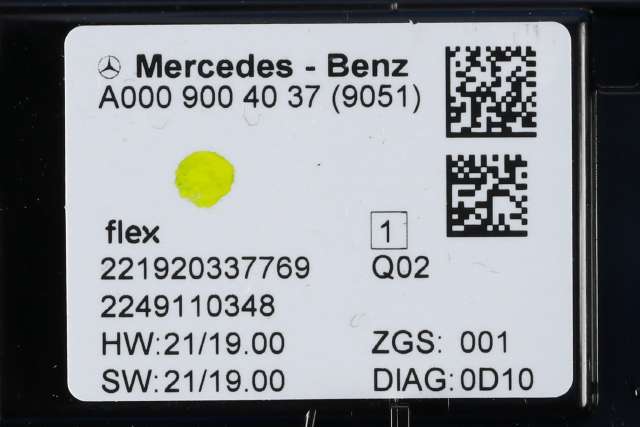 Mercedes - Benz
A000 900 40 37 (9051)
flex
1
221920337769 Q02
2249110348
HW: 21/19.00 ZGS: 001
SW: 21/19.00 DIAG: 0D10